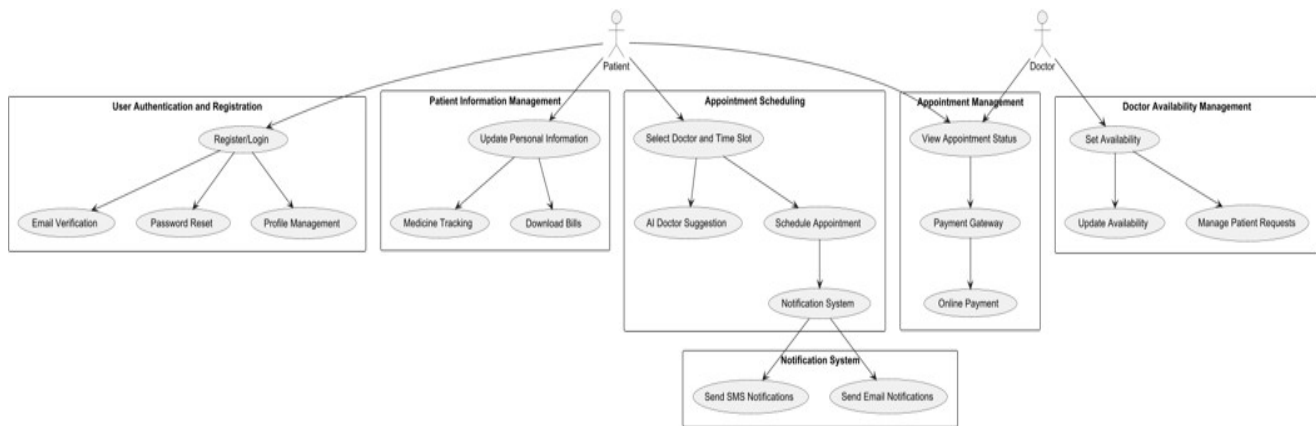 Patient
Doctor
User Authentication and Registration
Patient Information Management
Appointment Scheduling
Appointment Management
Doctor Availability Management
Register/Login
Update Personal Information
Select Doctor and Time Slot
View Appointment Status
Set Availability
Email Verification
Password Reset
Profile Management
Medicine Tracking
Download Bills
AI Doctor Suggestion
Schedule Appointment
Payment Gateway
Update Availability
Manage Patient Requests
Notification System
Online Payment
Notification System
Send SMS Notifications
Send Email Notifications